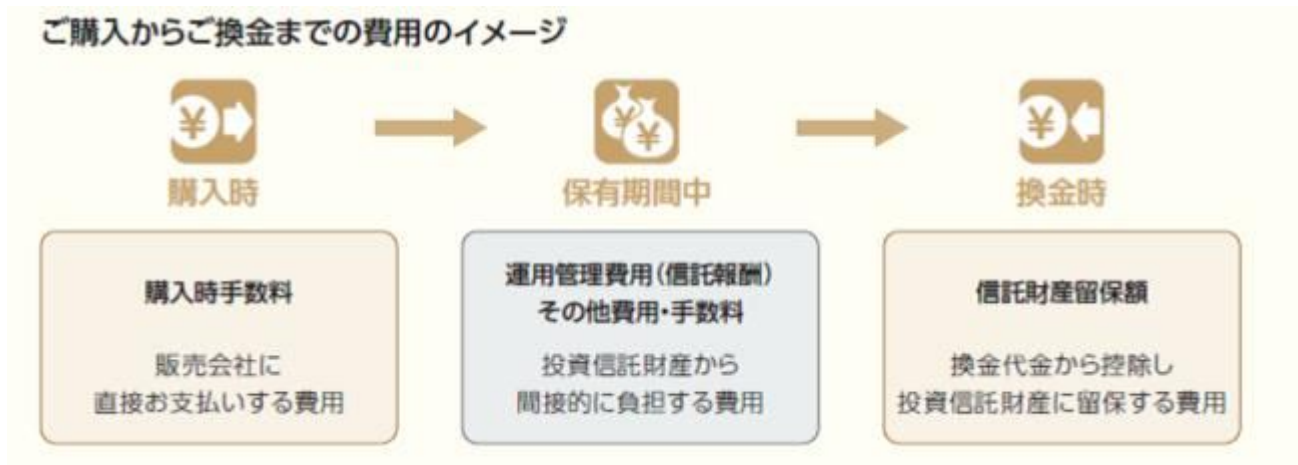 ご購入からご換金までの費用のイメージ
¥
¥¥
¥
購入時
保有期間中
換金時
購入時手数料
販売会社に
直接お支払いする費用
運用管理費用(信託報酬)
その他費用・手数料
投資信託財産から
間接的に負担する費用
信託財産留保額
換金代金から控除し
投資信託財産に留保する費用